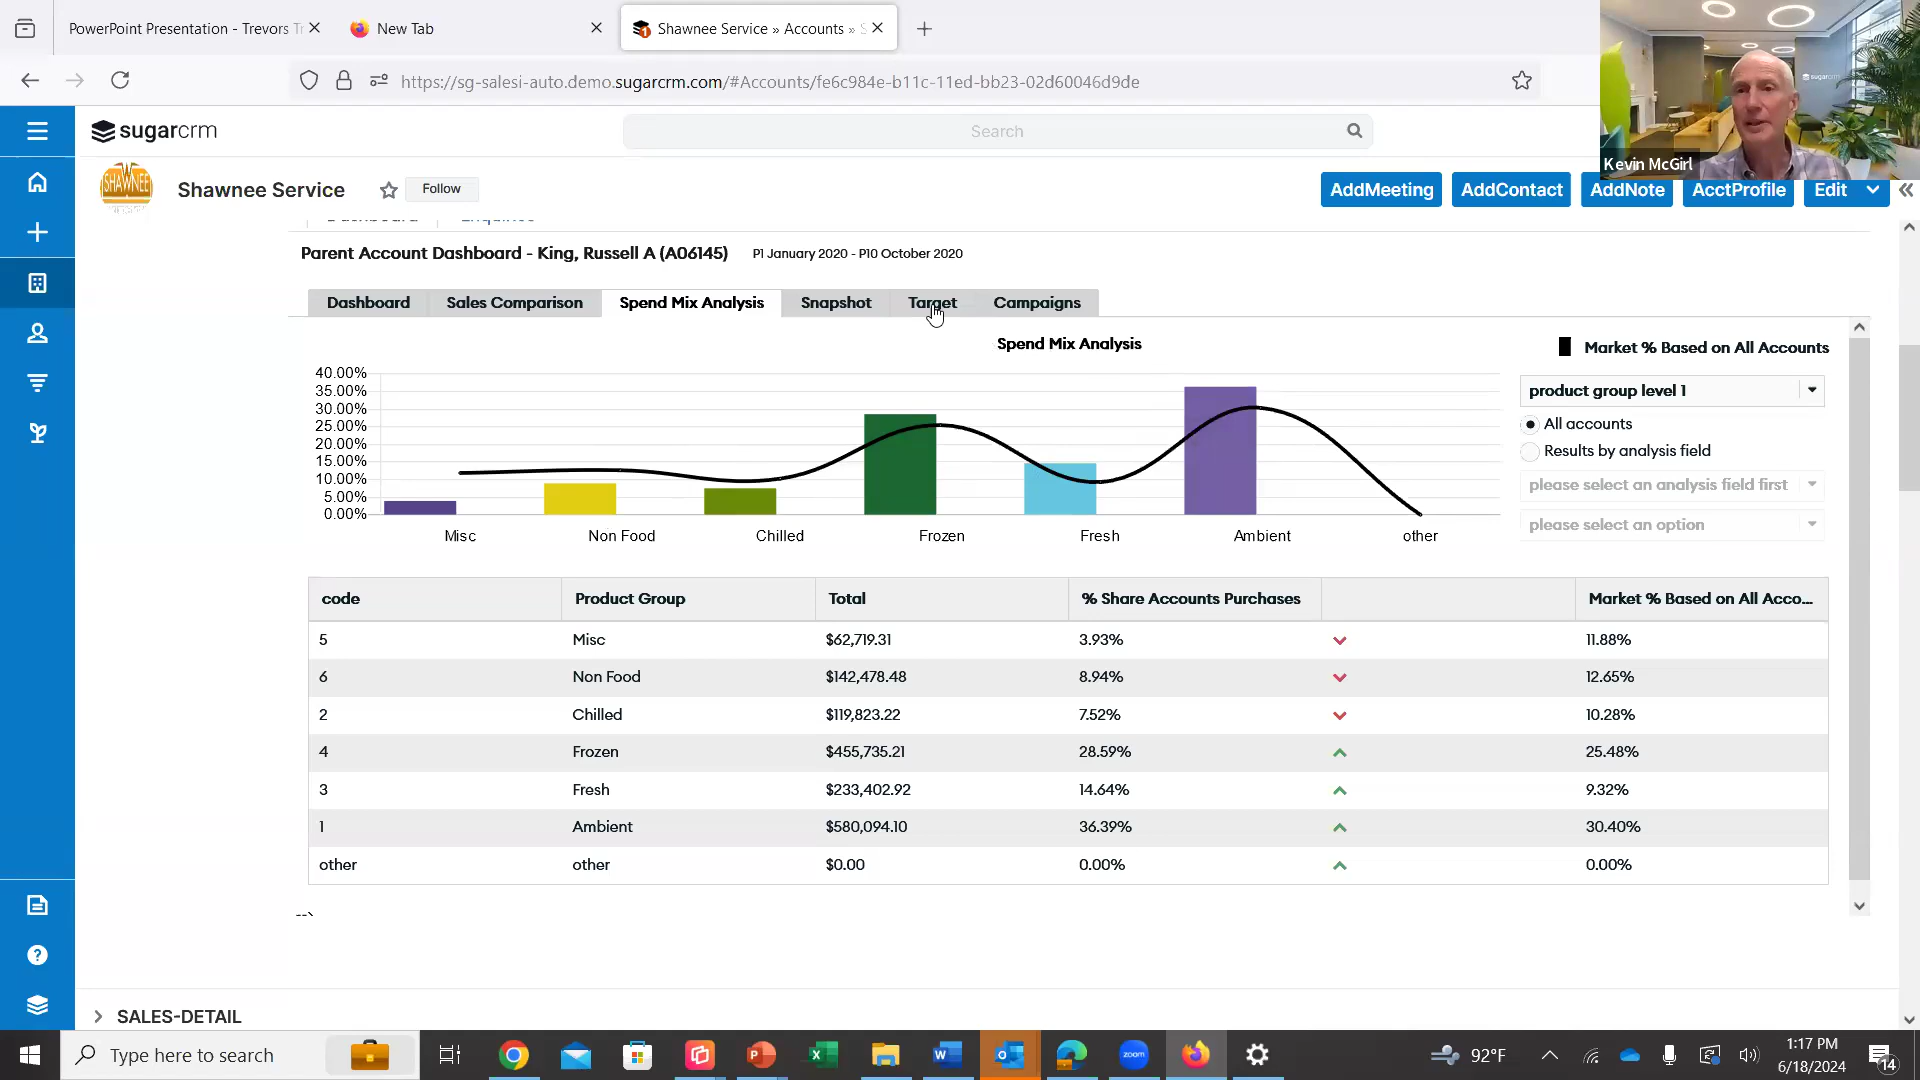 PowerPoint Presentation - Trevors Tr
New Tab
Shawnee Service » Accounts »
https://sg-salesi-auto.demo.sugarcrm.com/#Accounts/fe6c984e-b11c-11ed-bb23-02d60046d9de
sugarcrm
Search
Kevin McGirl
SHAWNEE
Shawnee Service
Follow
AddMeeting
AddContact
AddNote
AcctProfile
Edit
Parent Account Dashboard - King, Russell A (A06145) P1 January 2020 - P10 October 2020
Dashboard Sales Comparison Spend Mix Analysis Snapshot Target Campaigns
Spend Mix Analysis
Market % Based on All Accounts
40.00%
35.00%
30.00%
25.00%
20.00%
15.00%
10.00%
5.00%
0.00%
Misc Non Food Chilled Frozen Fresh Ambient other
product group level 1
All accounts
Results by analysis field
please select an analysis field first
please select an option
code Product Group Total % Share Accounts Purchases Market % Based on All Acco...
5 Misc $62,719.31 3.93% 11.88%
6 Non Food $142,478.48 8.94% 12.65%
2 Chilled $119,823.22 7.52% 10.28%
4 Frozen $455,735.21 28.59% 25.48%
3 Fresh $233,402.92 14.64% 9.32%
1 Ambient $580,094.10 36.39% 30.40%
other other $0.00 0.00% 0.00%
-->
SALES-DETAIL
Type here to search
zoom
92°F
1:17 PM
6/18/2024
14